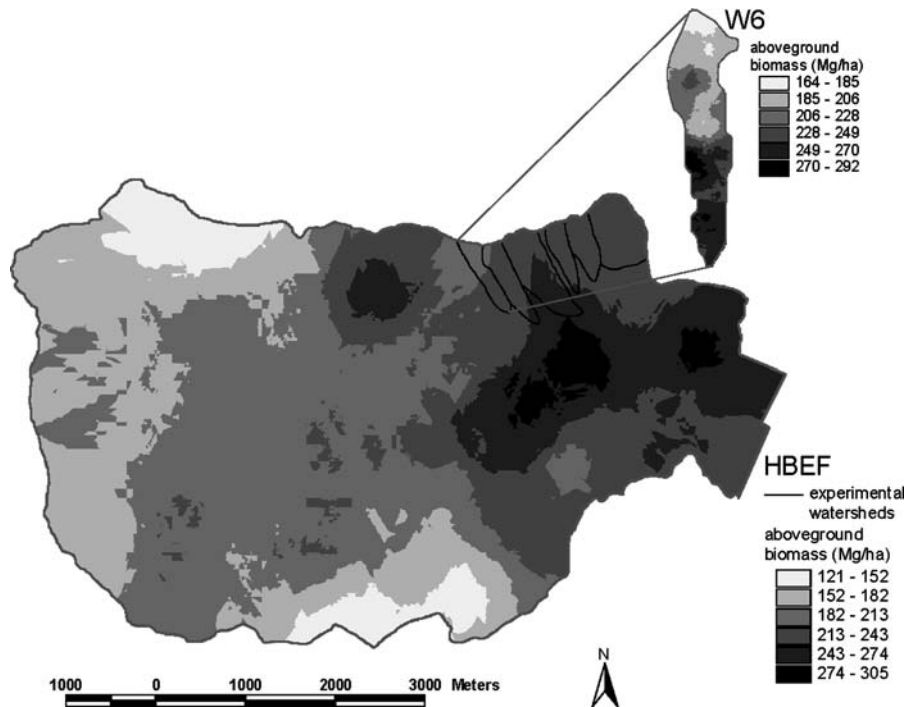 W6
aboveground
biomass (Mg/ha)
164 - 185
185 - 206
206 - 228
228 - 249
249 - 270
270 - 292
HBEF
experimental
watersheds
aboveground
biomass (Mg/ha)
121 - 152
152 - 182
182 - 213
213 - 243
243 - 274
274 - 305
N
1000 0 1000 2000 3000 Meters